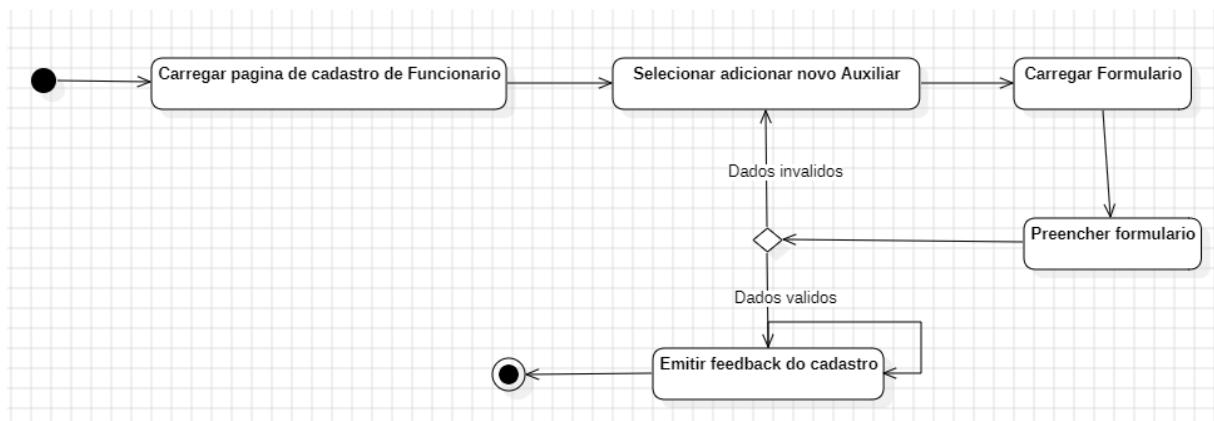 Carregar pagina de cadastro de Funcionario
Selecionar adicionar novo Auxiliar
Carregar Formulario
Dados invalidos
Preencher formulario
Dados validos
Emitir feedback do cadastro